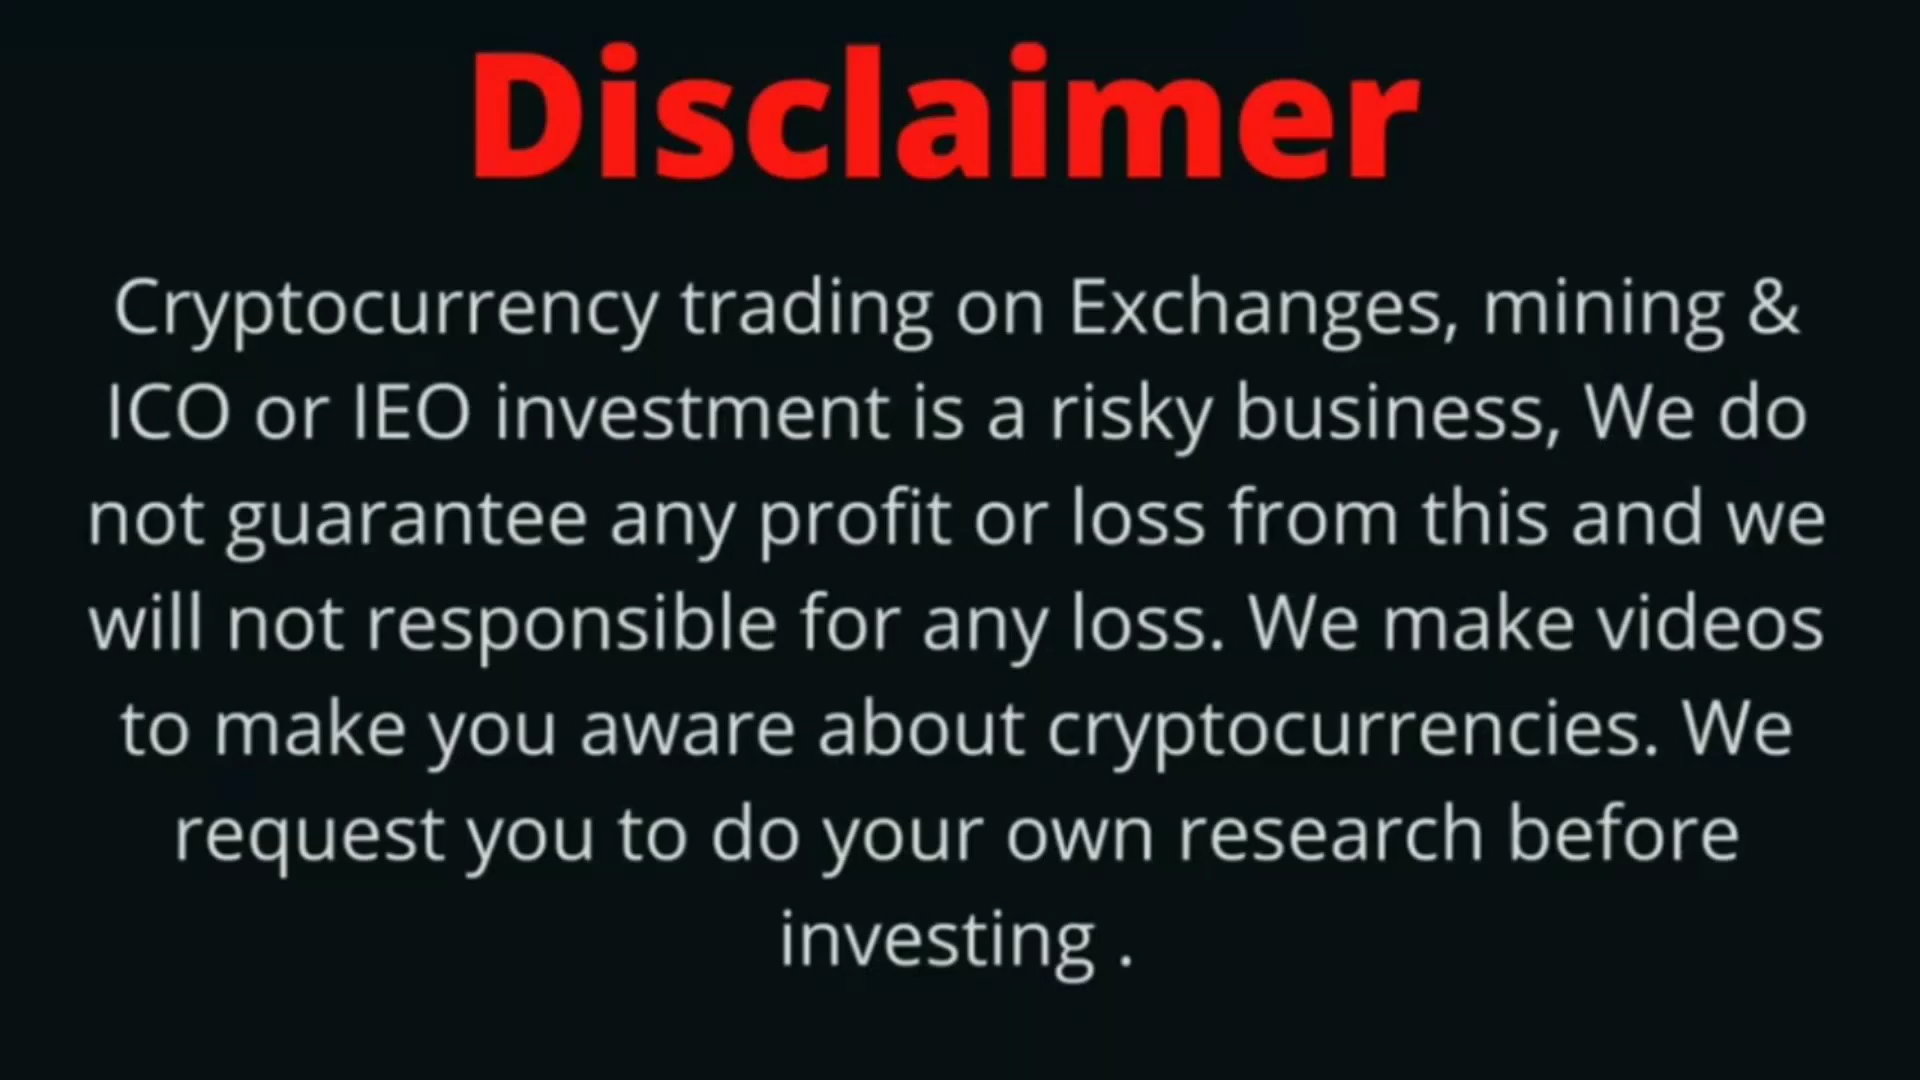 Disclaimer
Cryptocurrency trading on Exchanges, mining &
ICO or IEO investment is a risky business, We do
not guarantee any profit or loss from this and we
will not responsible for any loss. We make videos
to make you aware about cryptocurrencies. We
request you to do your own research before
investing .